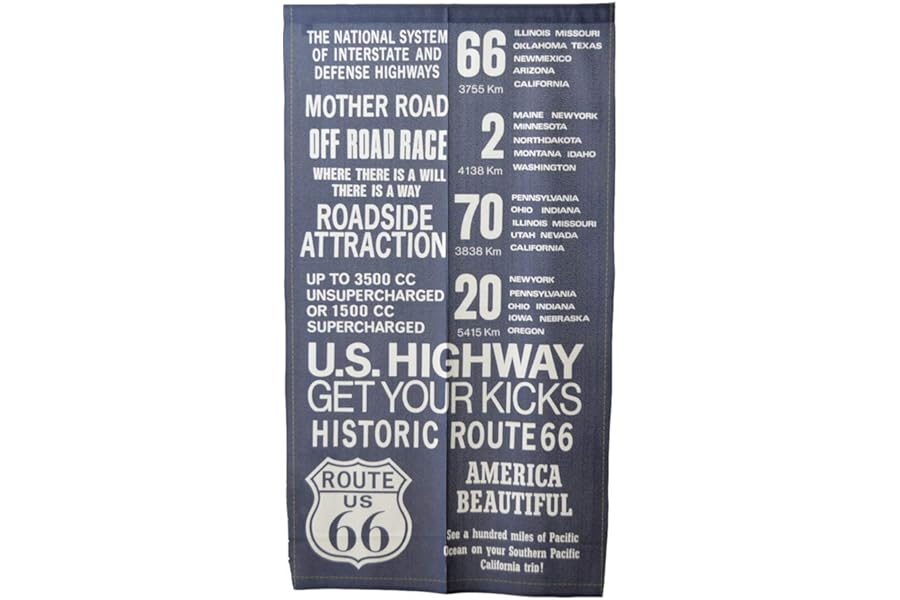 THE NATIONAL SYSTEM
OF INTERSTATE AND
DEFENSE HIGHWAYS
MOTHER ROAD
OFF ROAD RACE
WHERE THERE IS A WILL
THERE IS A WAY
ROADSIDE
ATTRACTION
UP TO 3500 CC
UNSUPERCHARGED
OR 1500 CC
SUPERCHARGED
66
3755 Km
ILLINOIS MISSOURI
OKLAHOMA TEXAS
NEWMEXICO
ARIZONA
CALIFORNIA
2
4138 Km
MAINE NEWYORK
MINNESOTA
NORTHDAKOTA
MONTANA IDAHO
WASHINGTON
70
3838 Km
PENNSYLVANIA
OHIO INDIANA
ILLINOIS MISSOURI
UTAH NEVADA
CALIFORNIA
20
5415 Km
NEWYORK
PENNSYLVANIA
OHIO INDIANA
IOWA NEBRASKA
OREGON
U.S. HIGHWAY
GET YOUR KICKS
HISTORIC ROUTE 66
ROUTE
US
66
AMERICA
BEAUTIFUL
See a hundred miles of Pacific
Ocean on your Southern Pacific
California trip!